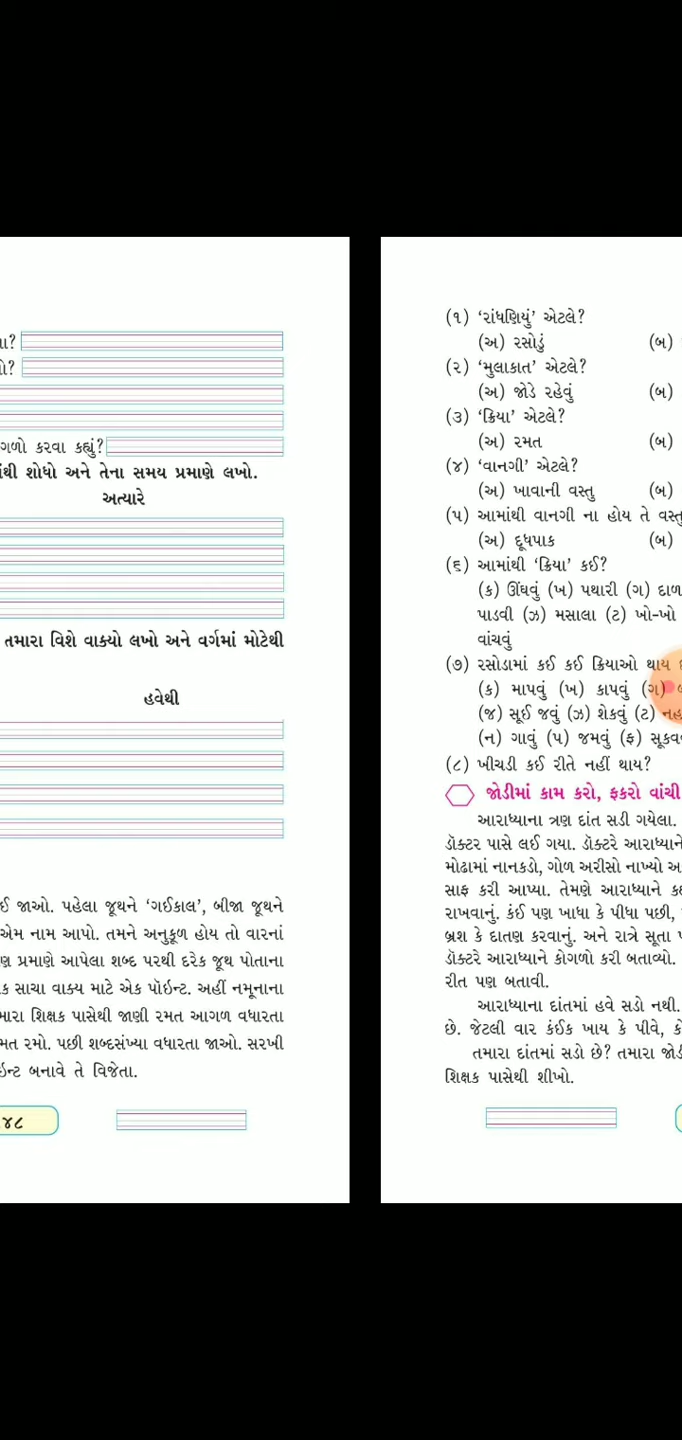 ગળો કરવા કહ્યું?
થી શોધો અને તેના સમય પ્રમાણે લખો.
અત્યારે
તમારા વિશે વાક્યો લખો અને વર્ગમાં મોટેથી
હવેથી
ઈ જાઓ. પહેલા જૂથને ‘ગઈકાલ’, બીજા જૂથને
એમ નામ આપો. તમને અનુકૂળ હોય તો વારનાં
ણ પ્રમાણે આપેલા શબ્દ પરથી દરેક જૂથ પોતાના
ક સાચા વાક્ય માટે એક પૉઇન્ટ. અહીં નમૂનાના
મારા શિક્ષક પાસેથી જાણી રમત આગળ વધારતા
મત રમો. પછી શબ્દસંખ્યા વધારતા જાઓ. સરખી
ઇન્ટ બનાવે તે વિજેતા.
૪૮
(૧) ‘રાંધણિયું’ એટલે?
(અ) રસોડું (બ)
(૨) ‘મુલાકાત’ એટલે?
(અ) જોડે રહેવું (બ)
(૩) ‘ક્રિયા’ એટલે?
(અ) રમત (બ)
(૪) ‘વાનગી’ એટલે?
(અ) ખાવાની વસ્તુ (બ)
(૫) આમાંથી વાનગી ના હોય તે વસ્તુ
(અ) દૂધપાક (બ)
(૬) આમાંથી ‘ક્રિયા’ કઈ?
(ક) ઊંઘવું (ખ) પથારી (ગ) દાળ
પાડવી (ઝ) મસાલા (ટ) ખો-ખો
વાંચવું
(૭) રસોડામાં કઈ કઈ ક્રિયાઓ થાય
(ક) માપવું (ખ) કાપવું (ગ)
(જ) સૂઈ જવું (ઝ) શેકવું (ટ)
(ન) ગાવું (પ) જમવું (ફ) સૂકવ
(૮) ખીચડી કઈ રીતે નહીં થાય?
જોડીમાં કામ કરો, ફકરો વાંચી
આરાધ્યાના ત્રણ દાંત સડી ગયેલા.
ડૉક્ટર પાસે લઈ ગયા. ડૉક્ટરે આરાધ્યાને
મોઢામાં નાનકડો, ગોળ અરીસો નાખ્યો અ
સાફ કરી આપ્યા. તેમણે આરાધ્યાને કહ
રાખવાનું. કંઈ પણ ખાધા કે પીધા પછી,
બ્રશ કે દાતણ કરવાનું. અને રાત્રે સૂતા
ડૉક્ટરે આરાધ્યાને કોગળો કરી બતાવ્યો.
રીત પણ બતાવી.
આરાધ્યાના દાંતમાં હવે સડો નથી.
છે. જેટલી વાર કંઈક ખાય કે પીવે, કો
તમારા દાંતમાં સડો છે? તમારા જોડી
શિક્ષક પાસેથી શીખો.